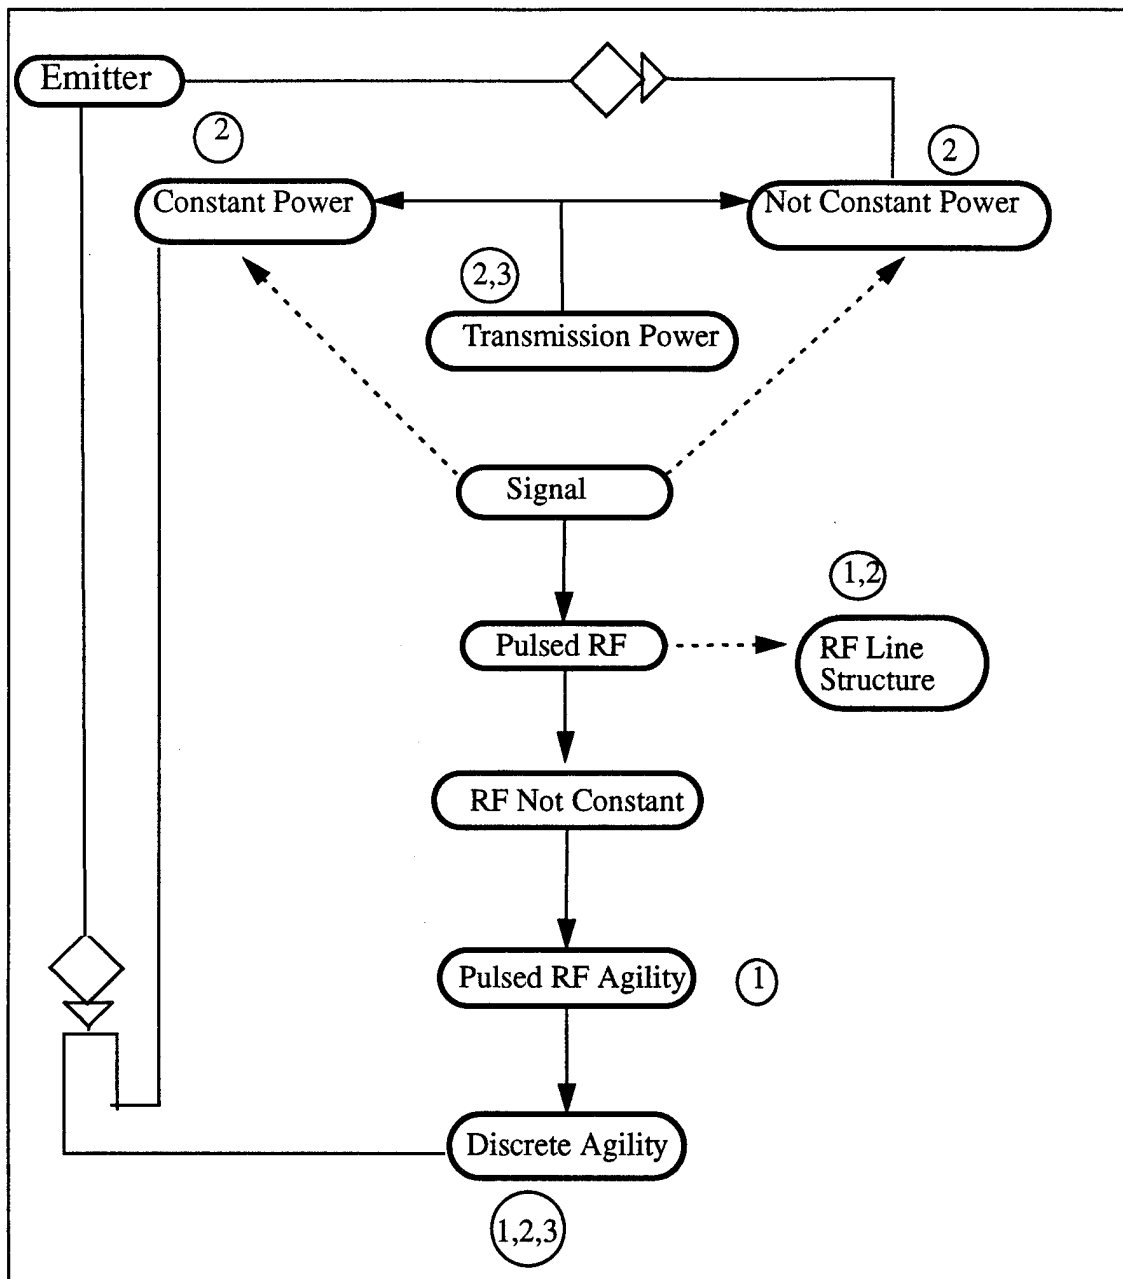 Emitter
2
2
Constant Power
Not Constant Power
2,3
Transmission Power
Signal
1,2
Pulsed RF
RF Line
Structure
RF Not Constant
Pulsed RF Agility
1
Discrete Agility
1,2,3